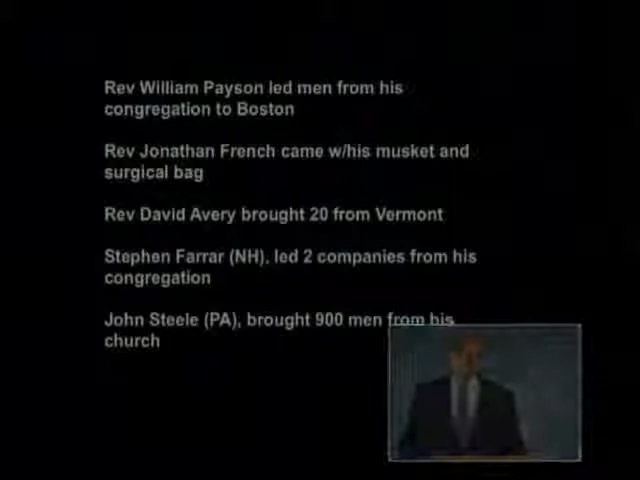 Rev William Payson led men from his
congregation to Boston
Rev Jonathan French came w/his musket and
surgical bag
Rev David Avery brought 20 from Vermont
Stephen Farrar (NH), led 2 companies from his
congregation
John Steele (PA), brought 900 men from his
church